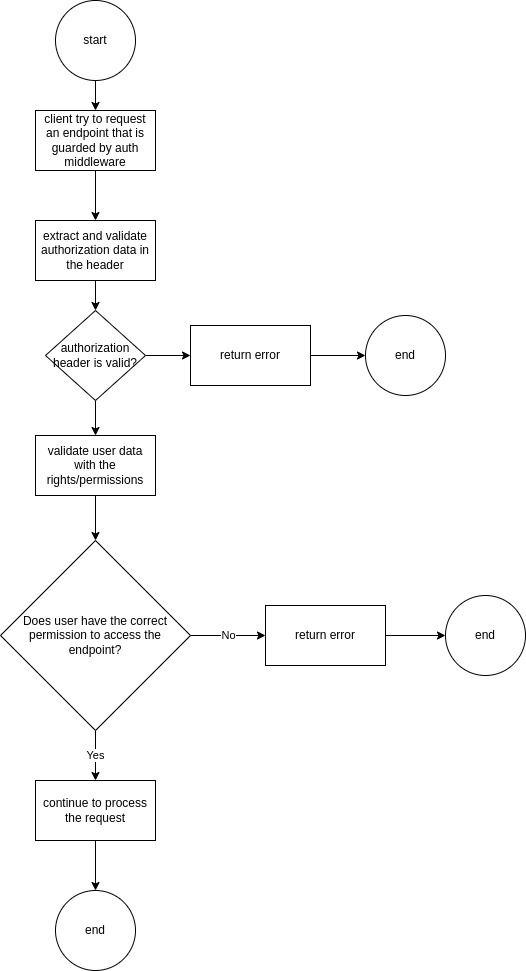 start
client try to request
an endpoint that is
guarded by auth
middleware
extract and validate
authorization data in
the header
authorization
header is valid?
return error
end
validate user data
with the
rights/permissions
Does user have the correct
permission to access the
endpoint?
No
return error
end
Yes
continue to process
the request
end